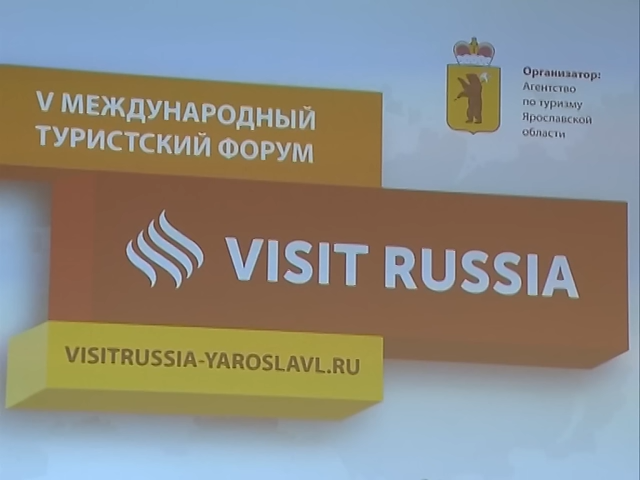 Организатор:
Агентство
по туризму
Ярославской
области
V МЕЖДУНАРОДНЫЙ
ТУРИСТСКИЙ ФОРУМ
VISIT RUSSIA
VISITRUSSIA-YAROSLAVL.RU